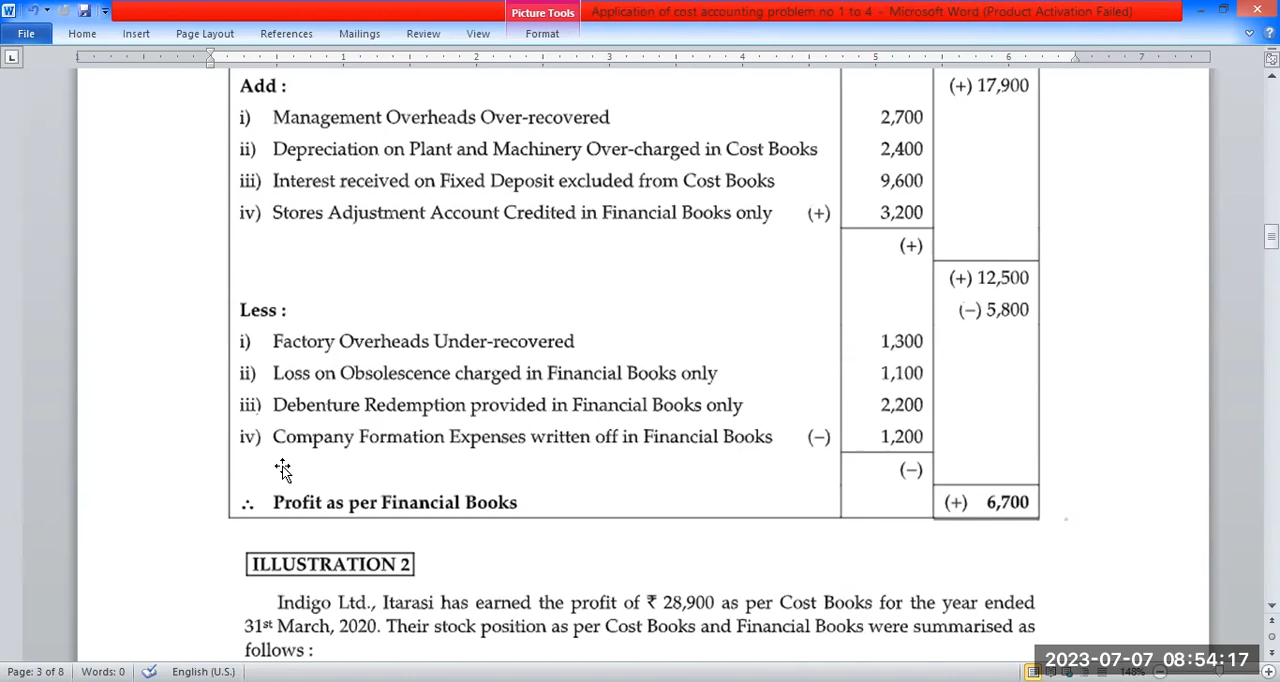 Picture Tools
Application of cost accounting problem no 1 to 4 - Microsoft Word (Product Activation Failed)
File Home Insert Page Layout References Mailings Review View Format
1 1 2 3 4 5 6 7
Add : (+) 17,900
i) Management Overheads Over-recovered 2,700
ii) Depreciation on Plant and Machinery Over-charged in Cost Books 2,400
iii) Interest received on Fixed Deposit excluded from Cost Books 9,600
iv) Stores Adjustment Account Credited in Financial Books only (+) 3,200
(+)
(+) 12,500
Less : (−) 5,800
i) Factory Overheads Under-recovered 1,300
ii) Loss on Obsolescence charged in Financial Books only 1,100
iii) Debenture Redemption provided in Financial Books only 2,200
iv) Company Formation Expenses written off in Financial Books (−) 1,200
(−)
∴ Profit as per Financial Books (+) 6,700
ILLUSTRATION 2
Indigo Ltd., Itarasi has earned the profit of ₹ 28,900 as per Cost Books for the year ended
31st March, 2020. Their stock position as per Cost Books and Financial Books were summarised as
follows :
2023-07-07 08:54:17
Page: 3 of 8 Words: 0 English (U.S.) 148%